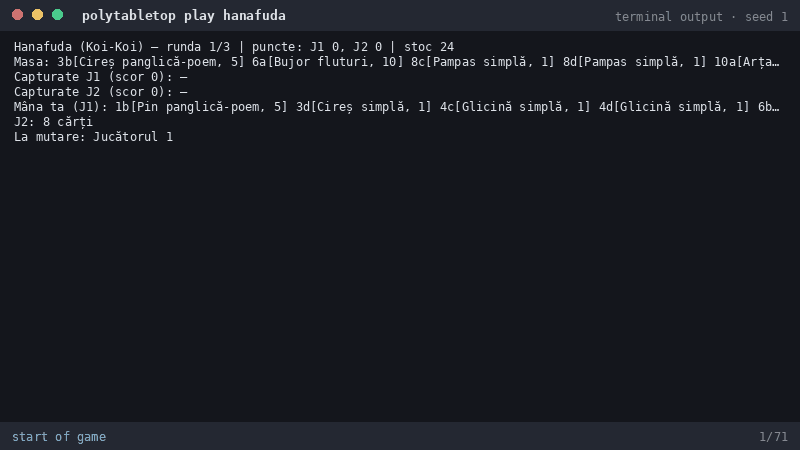 polytabletop play hanafuda
terminal output · seed 1
Hanafuda (Koi-Koi) — runda 1/3 | puncte: J1 0, J2 0 | stoc 24
Masa: 3b[Cireș panglică-poem, 5] 6a[Bujor fluturi, 10] 8c[Pampas simplă, 1] 8d[Pampas simplă, 1] 10a[Arța…
Capturate J1 (scor 0): —
Capturate J2 (scor 0): —
Mâna ta (J1): 1b[Pin panglică-poem, 5] 3d[Cireș simplă, 1] 4c[Glicină simplă, 1] 4d[Glicină simplă, 1] 6b…
J2: 8 cărți
La mutare: Jucătorul 1
start of game
1/71